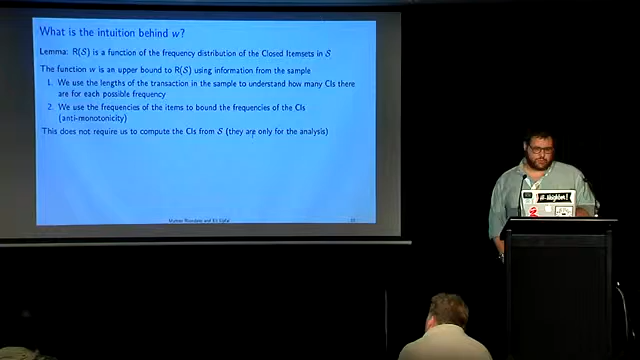 What is the intuition behind w?
Lemma: R(S) is a function of the frequency distribution of the Closed Itemsets in S
The function w is an upper bound to R(S) using information from the sample
1. We use the lengths of the transaction in the sample to understand how many CIs there
are for each possible frequency
2. We use the frequencies of the items to bound the frequencies of the CIs
(anti-monotonicity)
This does not require us to compute the CIs from S (they are only for the analysis)
and Eli Upfal